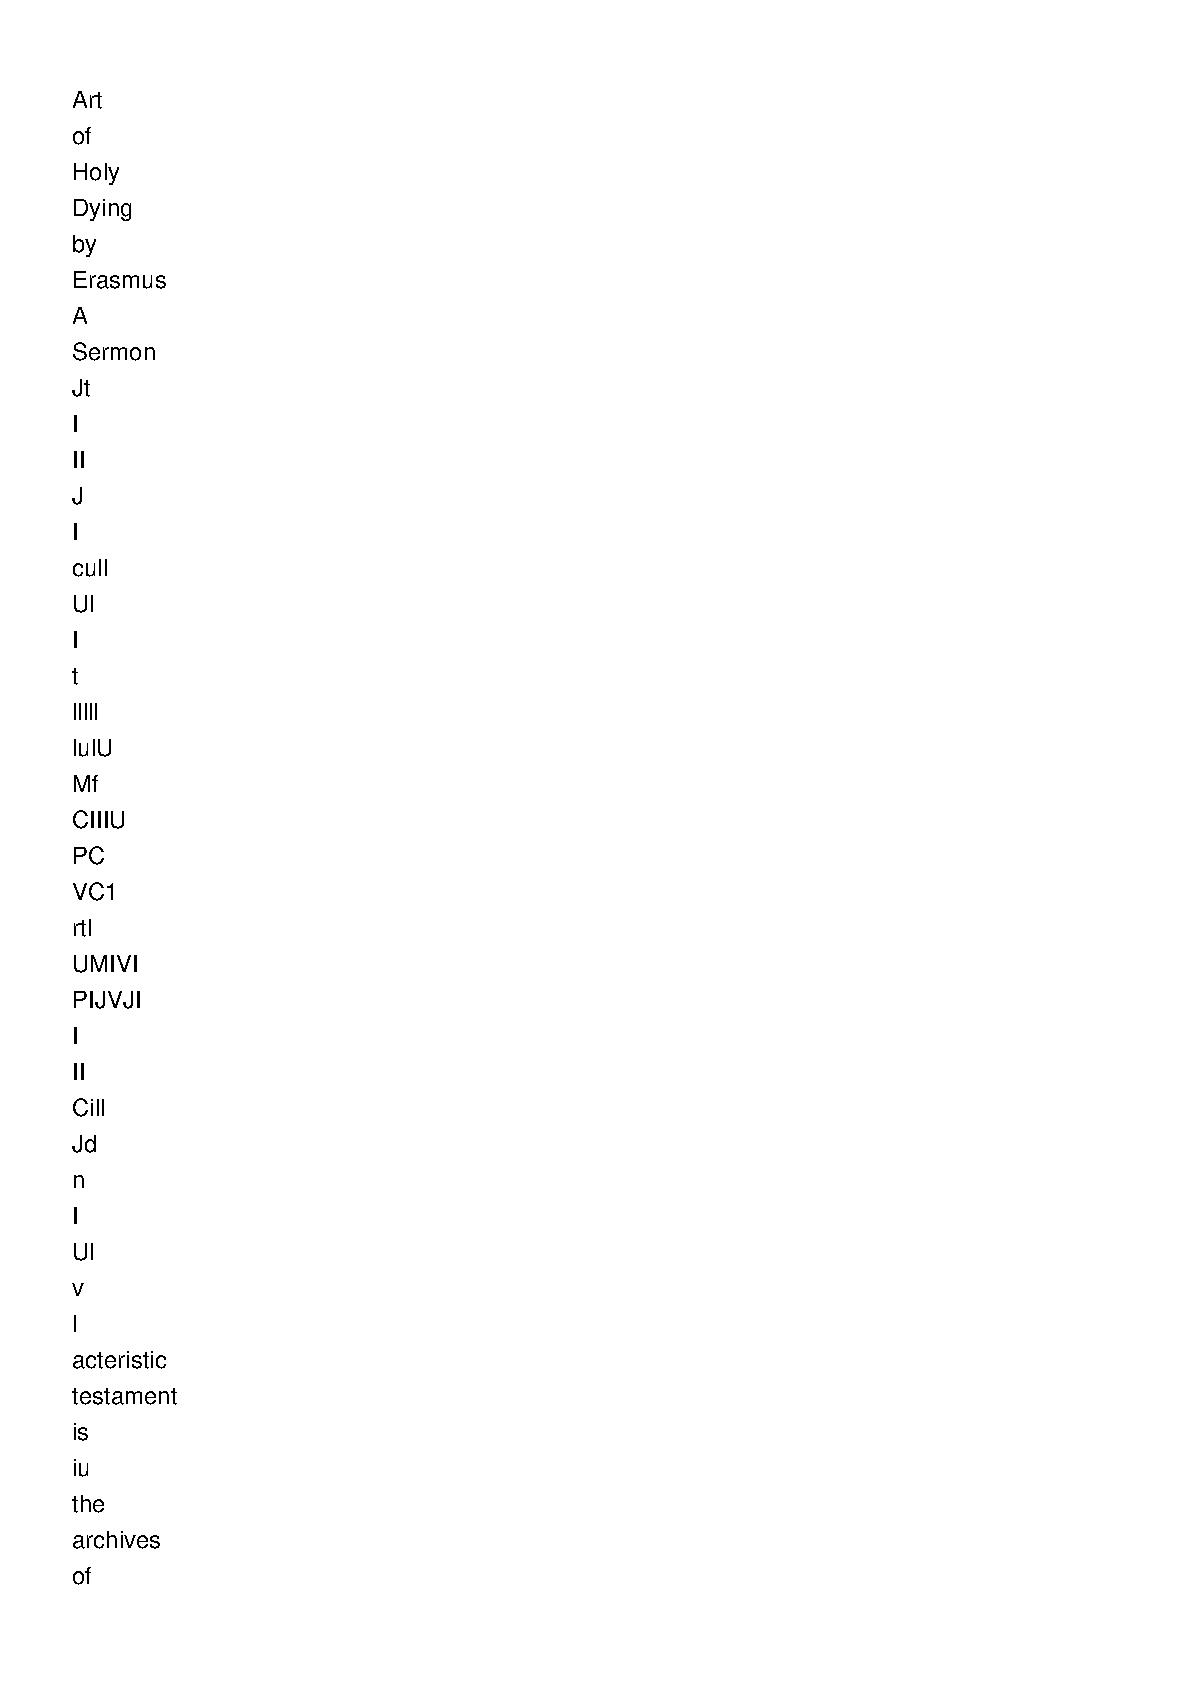 Art
of
Holy
Dying
by
Erasmus
A
Sermon
Jt
I
II
J
I
cull
Ul
I
t
lllll
lulU
Mf
CIIIU
PC
VC1
rtl
UMIVI
PIJVJI
I
II
Cill
Jd
n
I
Ul
v
l
acteristic
testament
is
iu
the
archives
of